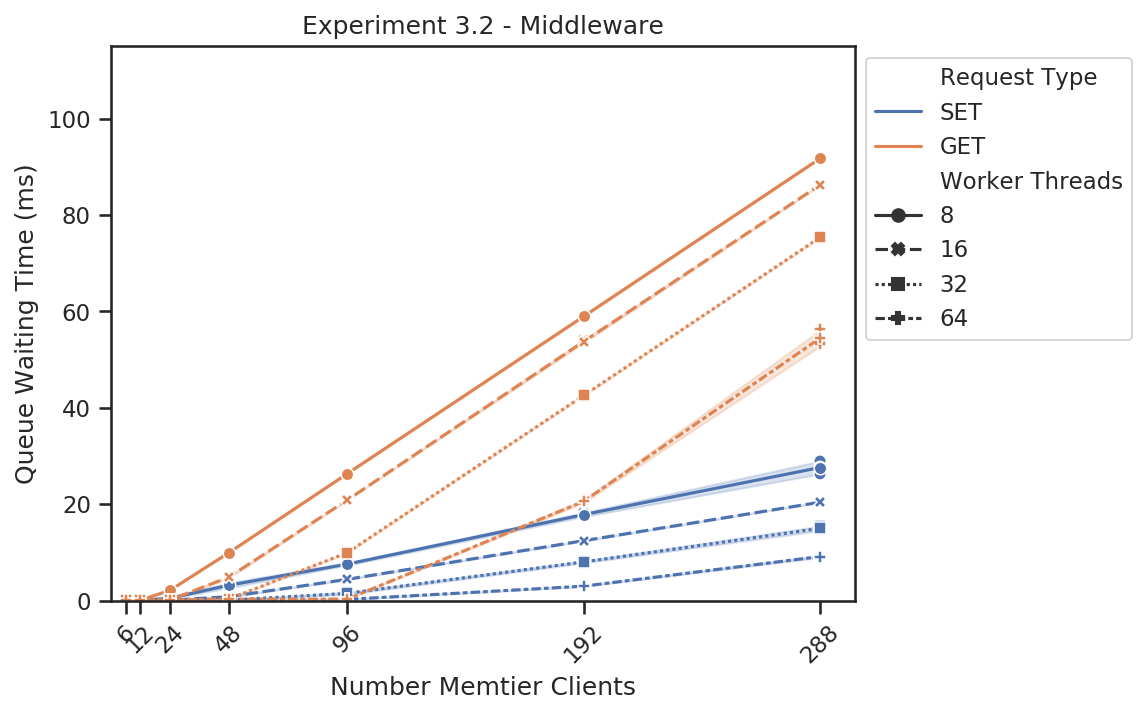 Experiment 3.2 - Middleware
Queue Waiting Time (ms)
100
80
60
40
20
0
6
12
24
48
96
192
288
Number Memtier Clients
Request Type
SET
GET
Worker Threads
8
16
32
64